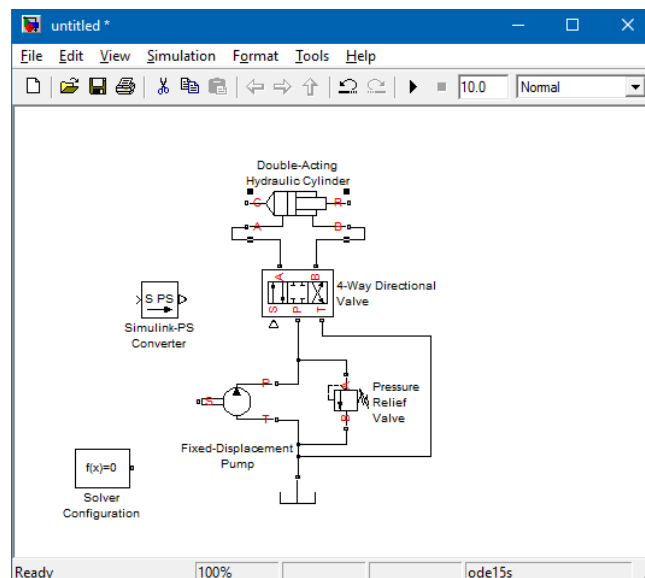 untitled *
File Edit View Simulation Format Tools Help
10.0 Normal
Double-Acting
Hydraulic Cylinder
C R
A B
A B
4-Way Directional
Valve
S P T
S PS
Simulink-PS
Converter
P A
Pressure
Relief
Valve
S
T B
Fixed-Displacement
Pump
f(x)=0
Solver
Configuration
Ready 100% ode15s